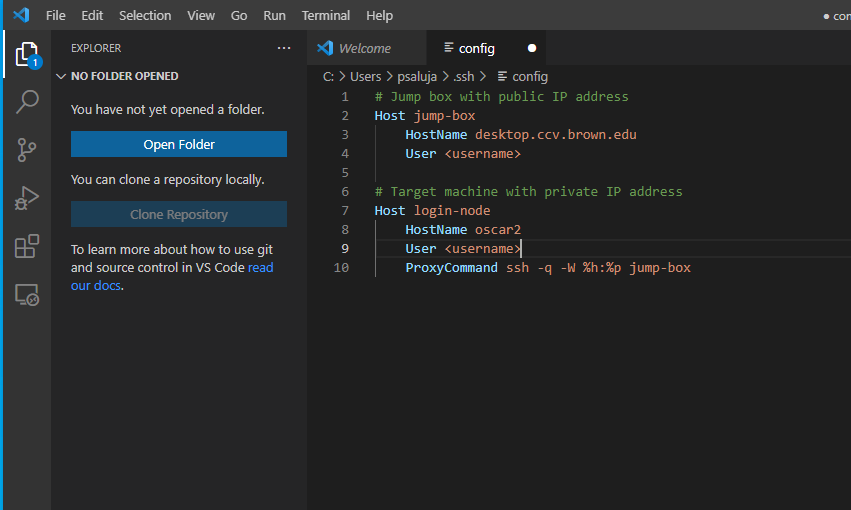 File Edit Selection View Go Run Terminal Help
● con
EXPLORER ···
Welcome
config ●
NO FOLDER OPENED
C: > Users > psaluja > .ssh > config
You have not yet opened a folder.
Open Folder
You can clone a repository locally.
Clone Repository
To learn more about how to use git
and source control in VS Code read
our docs.
1
1 # Jump box with public IP address
2 Host jump-box
3     HostName desktop.ccv.brown.edu
4     User <username>
5
6 # Target machine with private IP address
7 Host login-node
8     HostName oscar2
9     User <username>
10     ProxyCommand ssh -q -W %h:%p jump-box